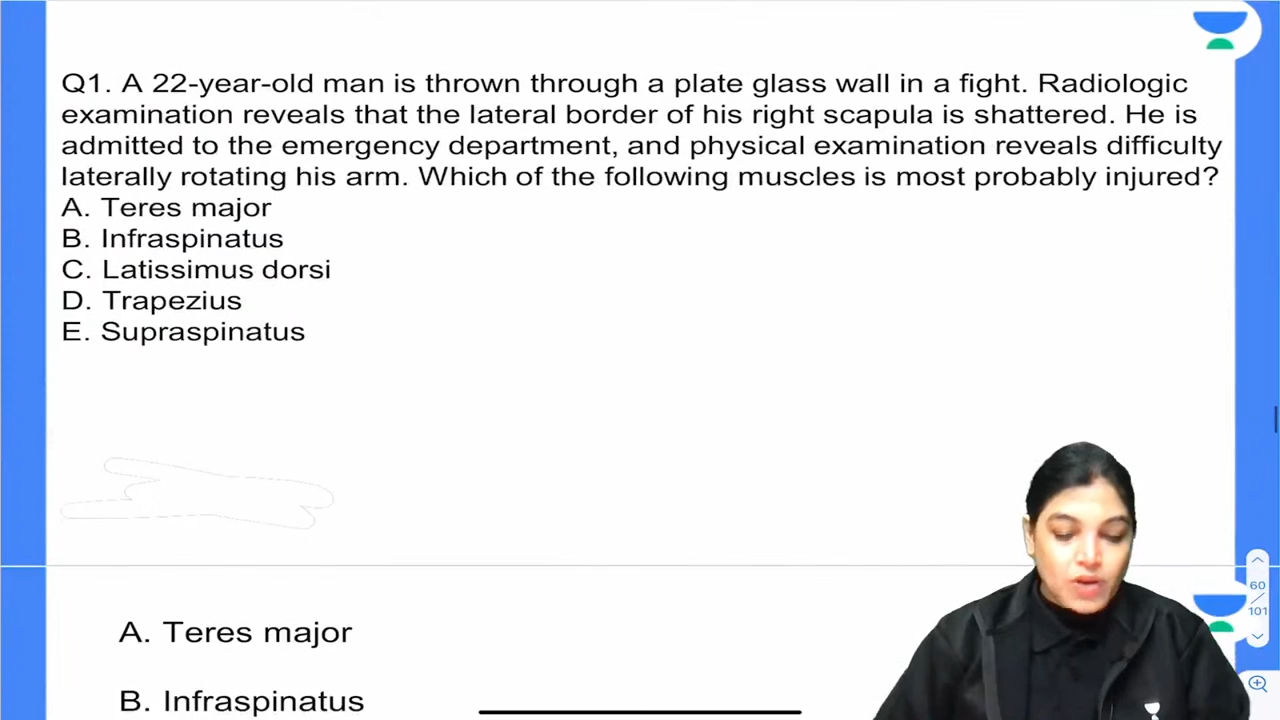 Q1. A 22-year-old man is thrown through a plate glass wall in a fight. Radiologic
examination reveals that the lateral border of his right scapula is shattered. He is
admitted to the emergency department, and physical examination reveals difficulty
laterally rotating his arm. Which of the following muscles is most probably injured?
A. Teres major
B. Infraspinatus
C. Latissimus dorsi
D. Trapezius
E. Supraspinatus
60
/
101
A. Teres major
B. Infraspinatus